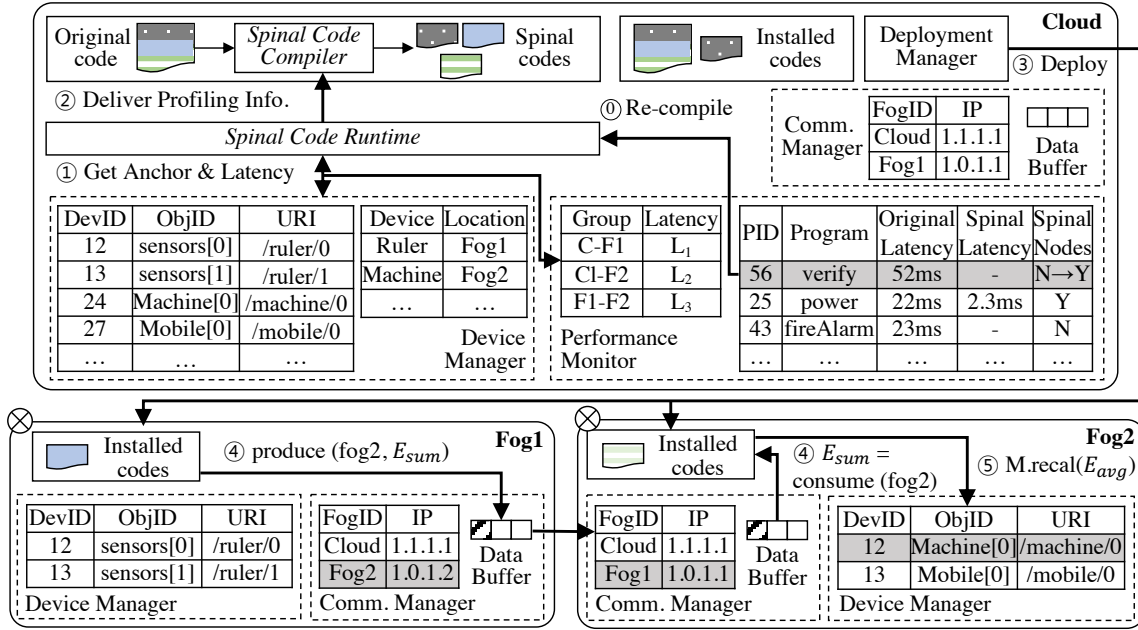 Cloud
Original
code
Spinal Code
Compiler
Spinal
codes
Installed
codes
Deployment
Manager
③ Deploy
② Deliver Profiling Info.
⓪ Re-compile
Spinal Code Runtime
① Get Anchor & Latency
Comm.
Manager
FogID IP
Cloud 1.1.1.1
Fog1 1.0.1.1
Data
Buffer
DevID ObjID URI
12 sensors[0] /ruler/0
13 sensors[1] /ruler/1
24 Machine[0] /machine/0
27 Mobile[0] /mobile/0
… … …
Device Location
Ruler Fog1
Machine Fog2
… …
Device
Manager
Group Latency
C-F1 L₁
Cl-F2 L₂
F1-F2 L₃
Performance
Monitor
PID Program Original Latency Spinal Latency Spinal Nodes
56 verify 52ms - N→Y
25 power 22ms 2.3ms Y
43 fireAlarm 23ms - N
… … … … …
Fog1
Installed
codes
④ produce (fog2, E_sum)
DevID ObjID URI
12 sensors[0] /ruler/0
13 sensors[1] /ruler/1
Device Manager
FogID IP
Cloud 1.1.1.1
Fog2 1.0.1.2
Data
Buffer
Comm. Manager
Fog2
Installed
codes
④ E_sum =
consume (fog2)
⑤ M.recal(E_avg)
FogID IP
Cloud 1.1.1.1
Fog1 1.0.1.1
Data
Buffer
Comm. Manager
DevID ObjID URI
12 Machine[0] /machine/0
13 Mobile[0] /mobile/0
Device Manager